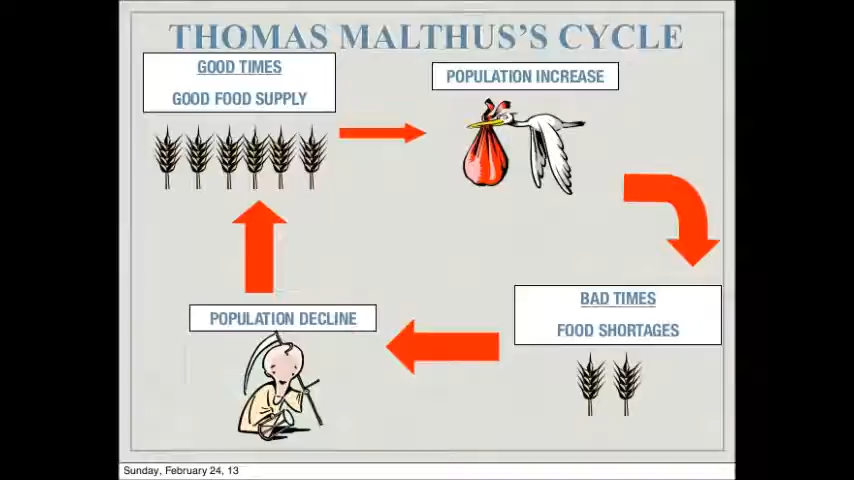 THOMAS MALTHUS'S CYCLE
GOOD TIMES
GOOD FOOD SUPPLY
POPULATION INCREASE
BAD TIMES
FOOD SHORTAGES
POPULATION DECLINE
Sunday, February 24, 13